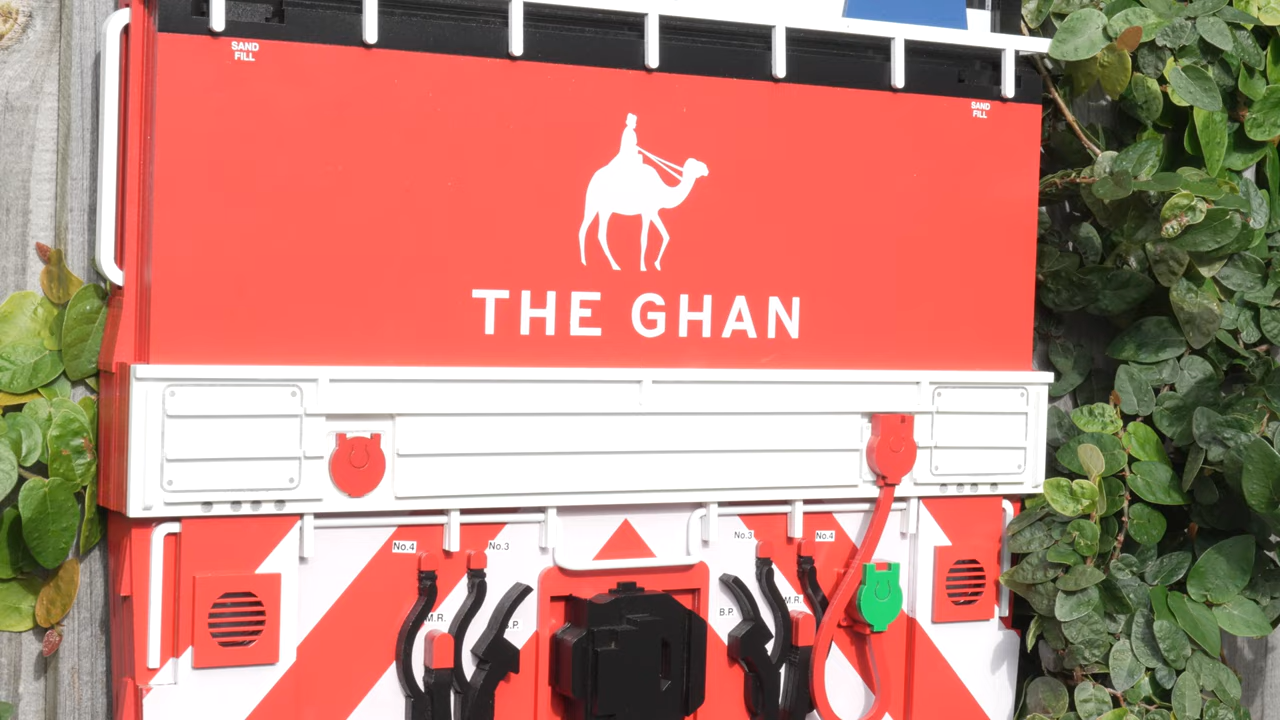 SAND
FILL
SAND
FILL
THE GHAN
No.4
No.3
No.3
No.4
M.R.
M.R.
B.P.
B.P.